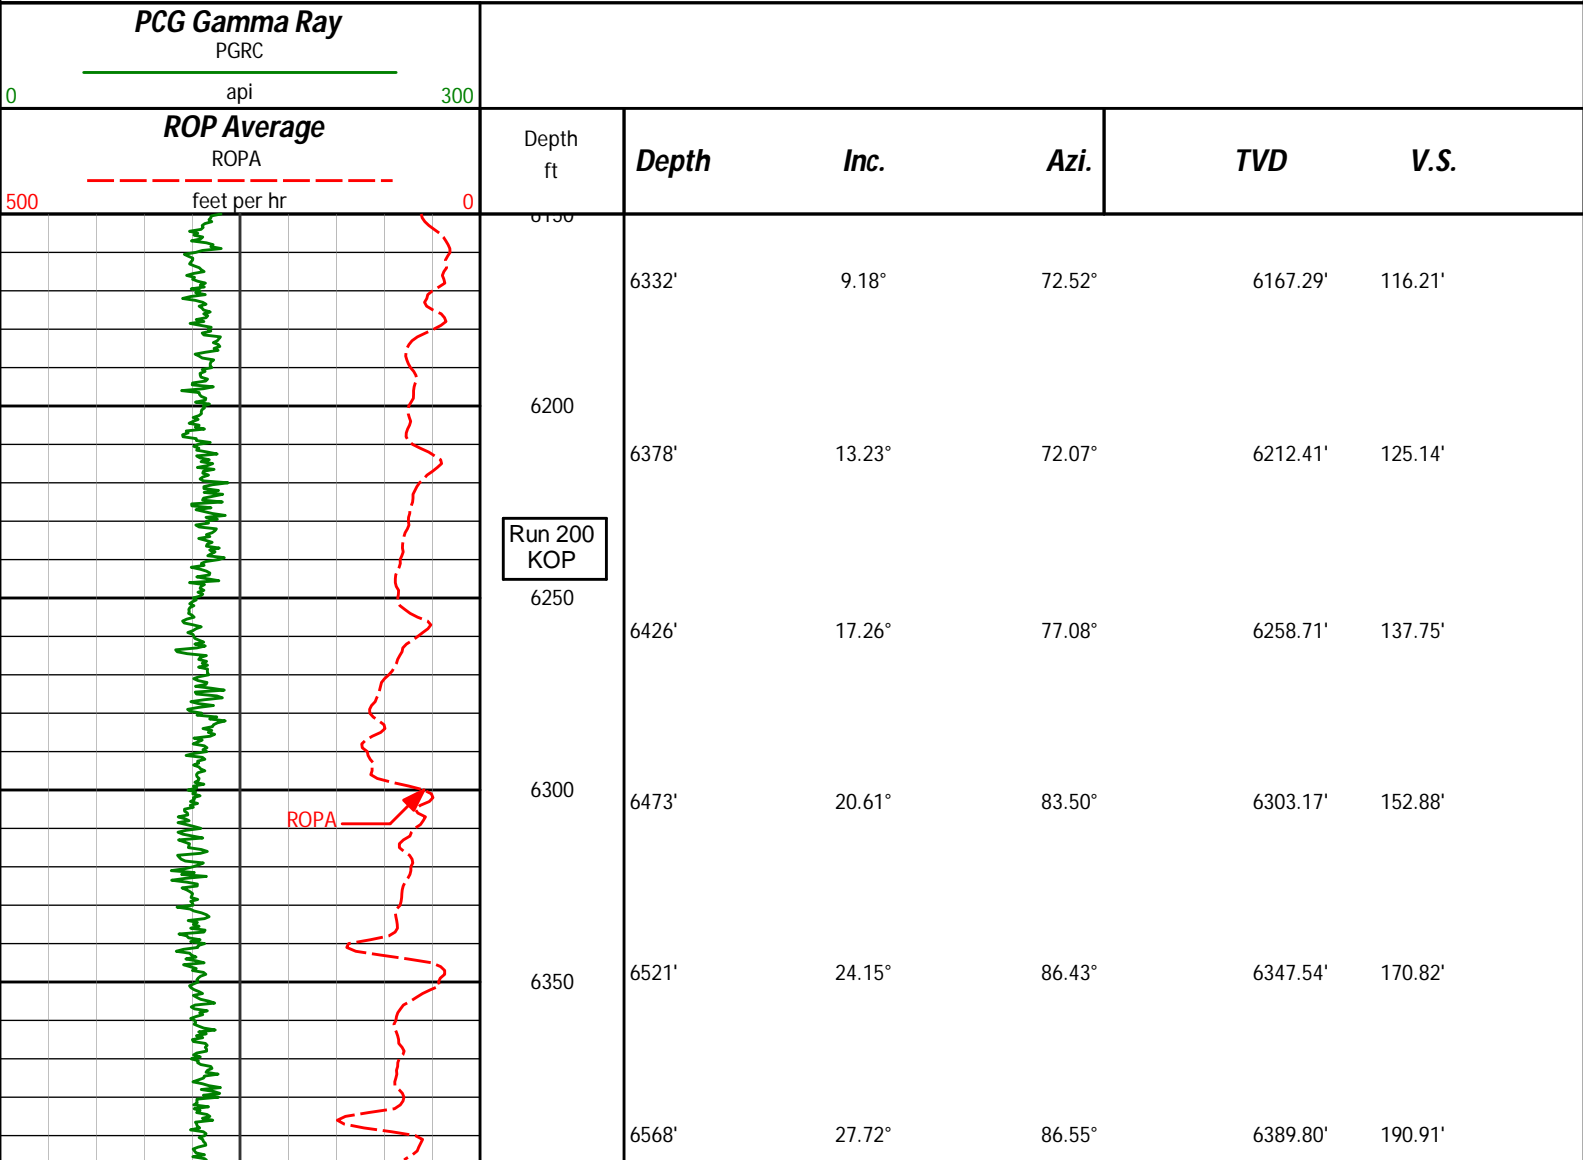 PCG Gamma Ray
PGRC
api
0 300
ROP Average
ROPA
feet per hr
500 0
Depth
ft
Depth Inc. Azi. TVD V.S.
6150
6332' 9.18° 72.52° 6167.29' 116.21'
6200
6378' 13.23° 72.07° 6212.41' 125.14'
Run 200
KOP
6250
6426' 17.26° 77.08° 6258.71' 137.75'
6300
6473' 20.61° 83.50° 6303.17' 152.88'
ROPA
6350
6521' 24.15° 86.43° 6347.54' 170.82'
6568' 27.72° 86.55° 6389.80' 190.91'